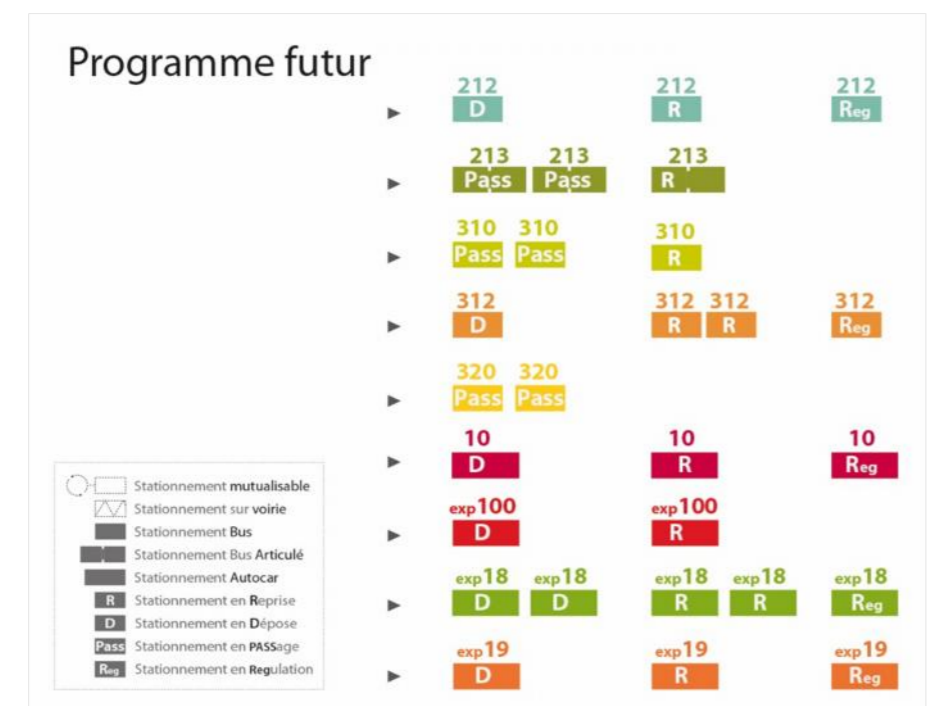 Programme futur
212 212 212
D R Reg
213 213 213
Pass Pass R
310 310 310
Pass Pass R
312 312 312 312
D R R Reg
320 320
Pass Pass
10 10 10
D R Reg
exp100 exp100
D R
exp18 exp18 exp18 exp18 exp18
D D R R Reg
exp19 exp19 exp19
D R Reg
Stationnement mutualisable
Stationnement sur voirie
Stationnement Bus
Stationnement Bus Articulé
Stationnement Autocar
R Stationnement en Reprise
D Stationnement en Dépose
Pass Stationnement en PASSage
Reg Stationnement en Regulation